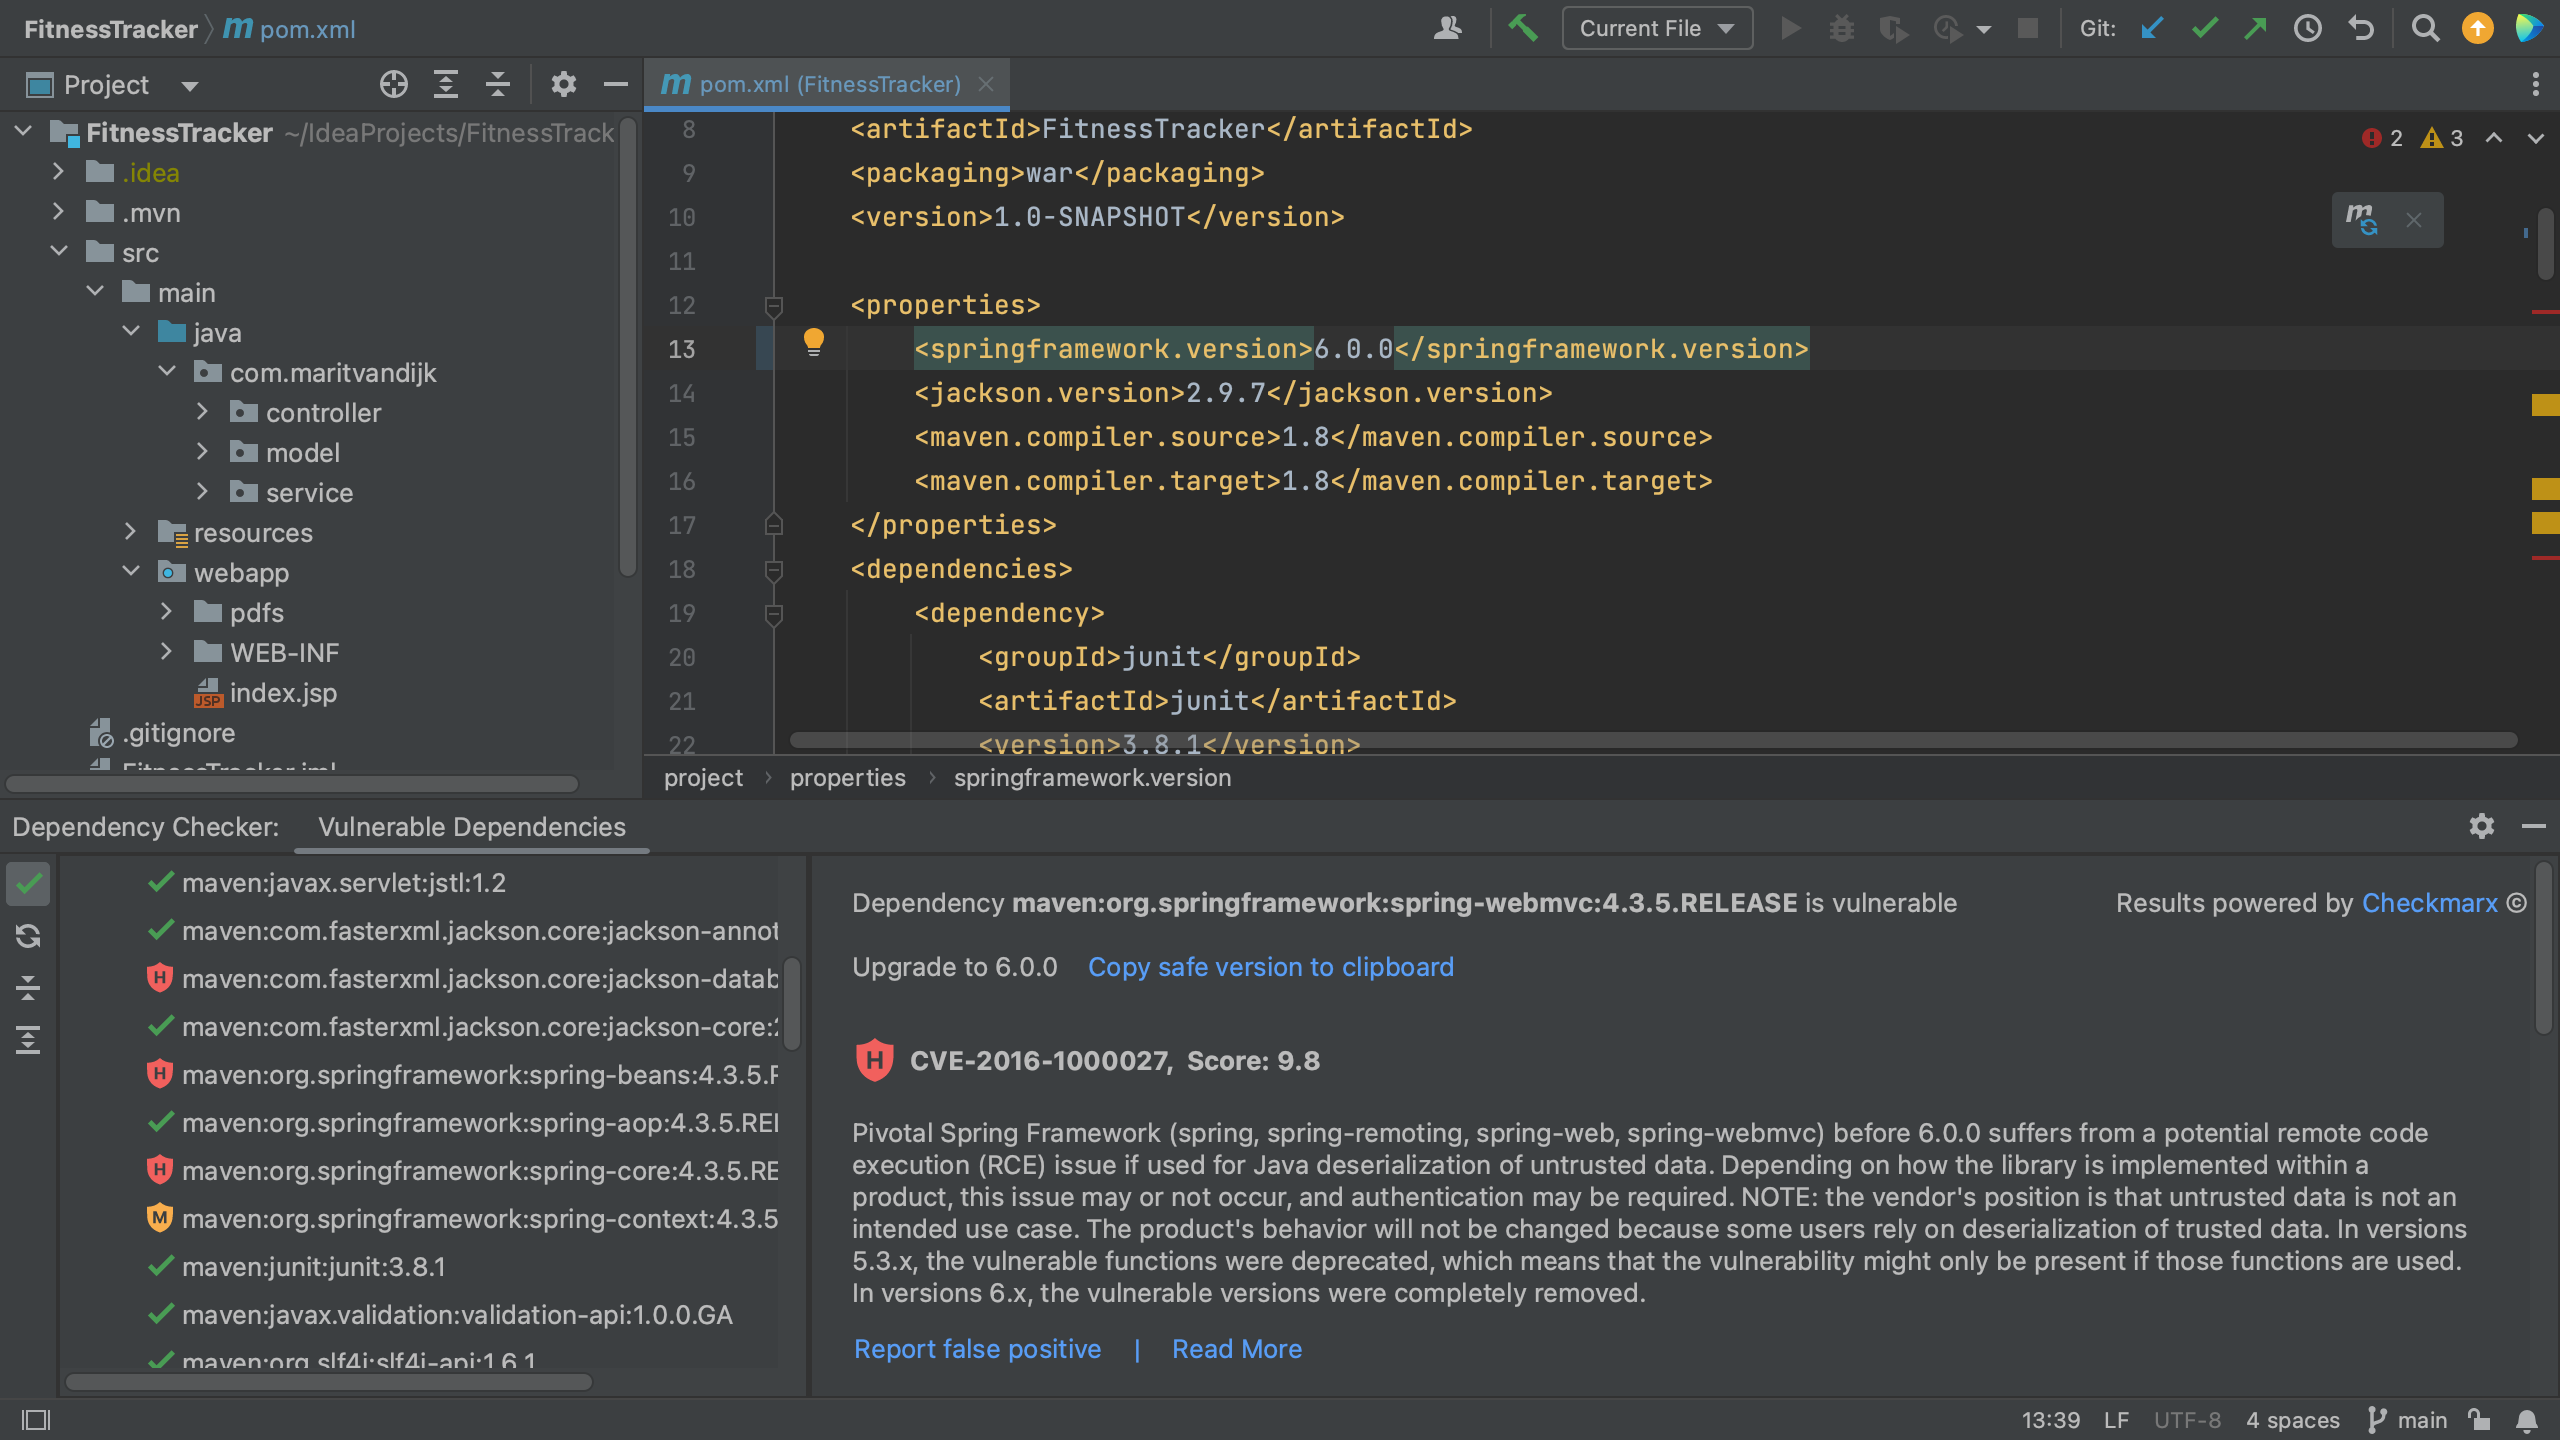 FitnessTracker pom.xml
Current File
Git:
Project
pom.xml (FitnessTracker)
FitnessTracker ~/IdeaProjects/FitnessTrack
.idea
.mvn
src
main
java
com.maritvandijk
controller
model
service
resources
webapp
pdfs
WEB-INF
JSP index.jsp
.gitignore
FitnessTracker.iml
8 <artifactId>FitnessTracker</artifactId>
9 <packaging>war</packaging>
10 <version>1.0-SNAPSHOT</version>
11
12 <properties>
13 <springframework.version>6.0.0</springframework.version>
14 <jackson.version>2.9.7</jackson.version>
15 <maven.compiler.source>1.8</maven.compiler.source>
16 <maven.compiler.target>1.8</maven.compiler.target>
17 </properties>
18 <dependencies>
19 <dependency>
20 <groupId>junit</groupId>
21 <artifactId>junit</artifactId>
22 <version>3.8.1</version>
2 3
project › properties › springframework.version
Dependency Checker: Vulnerable Dependencies
maven:javax.servlet:jstl:1.2
maven:com.fasterxml.jackson.core:jackson-annot
H maven:com.fasterxml.jackson.core:jackson-datab
maven:com.fasterxml.jackson.core:jackson-core:2
H maven:org.springframework:spring-beans:4.3.5.R
maven:org.springframework:spring-aop:4.3.5.REL
H maven:org.springframework:spring-core:4.3.5.RE
M maven:org.springframework:spring-context:4.3.5
maven:junit:junit:3.8.1
maven:javax.validation:validation-api:1.0.0.GA
maven:org.slf4j:slf4j-api:1.6.1
Dependency maven:org.springframework:spring-webmvc:4.3.5.RELEASE is vulnerable
Results powered by Checkmarx ©
Upgrade to 6.0.0 Copy safe version to clipboard
H CVE-2016-1000027, Score: 9.8
Pivotal Spring Framework (spring, spring-remoting, spring-web, spring-webmvc) before 6.0.0 suffers from a potential remote code
execution (RCE) issue if used for Java deserialization of untrusted data. Depending on how the library is implemented within a
product, this issue may or not occur, and authentication may be required. NOTE: the vendor's position is that untrusted data is not an
intended use case. The product's behavior will not be changed because some users rely on deserialization of trusted data. In versions
5.3.x, the vulnerable functions were deprecated, which means that the vulnerability might only be present if those functions are used.
In versions 6.x, the vulnerable versions were completely removed.
Report false positive | Read More
13:39 LF UTF-8 4 spaces main